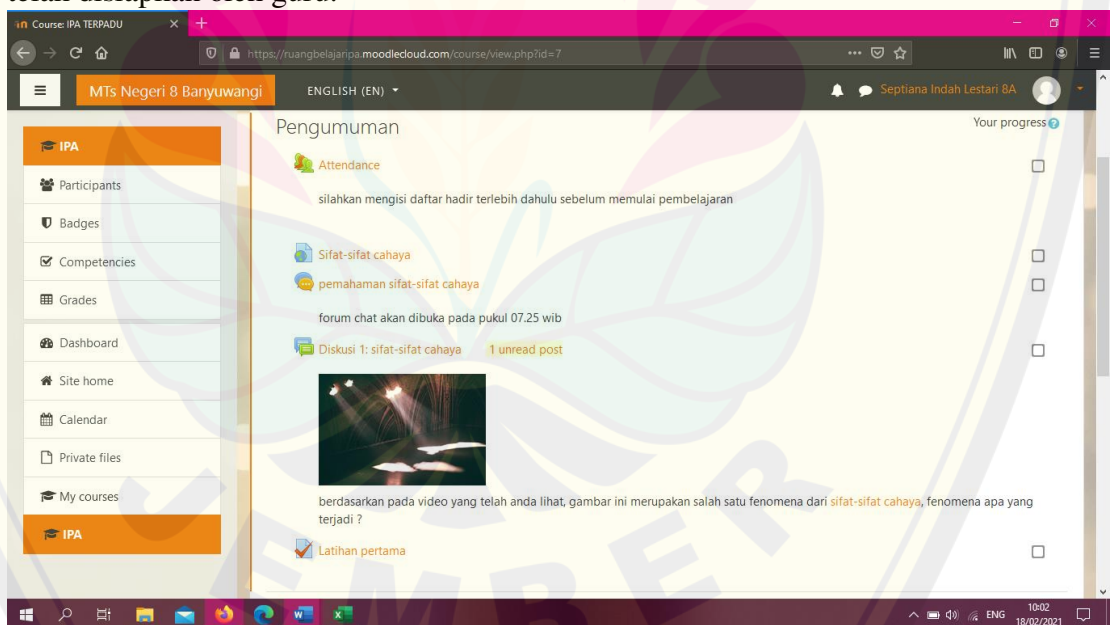 telah disiapkan oleh guru.
Course: IPA TERPADU
https://ruangbelajaripa.moodlecloud.com/course/view.php?id=7
MTs Negeri 8 Banyuwangi
ENGLISH (EN)
Septiana Indah Lestari 8A
IPA
Participants
Badges
Competencies
Grades
Dashboard
Site home
Calendar
Private files
My courses
IPA
Pengumuman
Your progress
Attendance
silahkan mengisi daftar hadir terlebih dahulu sebelum memulai pembelajaran
Sifat-sifat cahaya
pemahaman sifat-sifat cahaya
forum chat akan dibuka pada pukul 07.25 wib
Diskusi 1: sifat-sifat cahaya 1 unread post
berdasarkan pada video yang telah anda lihat, gambar ini merupakan salah satu fenomena dari sifat-sifat cahaya, fenomena apa yang
terjadi ?
Latihan pertama
JEMBER
ENG
10:02
18/02/2021